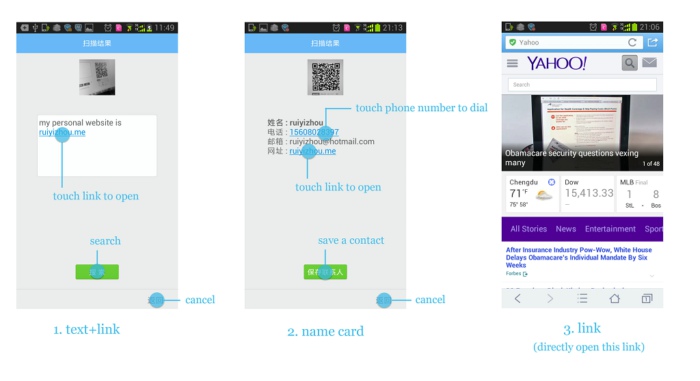 11:49
扫描结果
my personal website is
ruiyizhou.me
touch link to open
search
搜索
cancel
1. text+link
21:13
扫描结果
touch phone number to dial
姓名 : ruiyizhou
电话 :
邮箱 : ruiyizhou@hotmail.com
网址 : ruiyizhou.me
touch link to open
save a contact
保存联系人
cancel
2. name card
21:06
Yahoo
YAHOO!
Search
Obamacare security questions vexing
many
1 of 48
Chengdu
Dow
MLB Final
71 °F
15,413.33
1 8
75° 58°
StL - Bos
All Stories News Entertainment Sport
After Insurance Industry Pow-Wow, White House
Delays Obamacare's Individual Mandate By Six
Weeks
Forbes
3. link
(directly open this link)